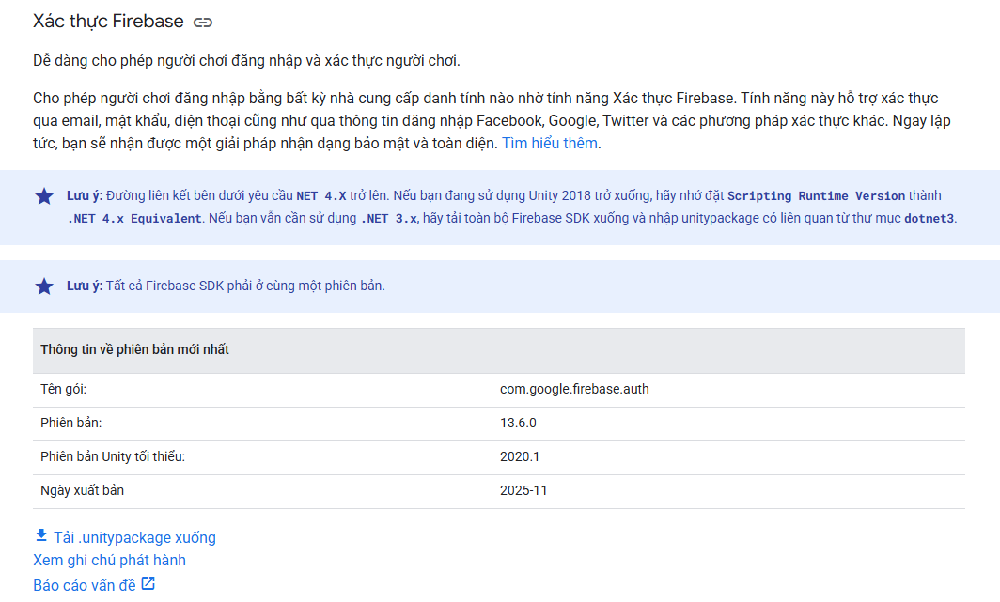 Xác thực Firebase
Dễ dàng cho phép người chơi đăng nhập và xác thực người chơi.
Cho phép người chơi đăng nhập bằng bất kỳ nhà cung cấp danh tính nào nhờ tính năng Xác thực Firebase. Tính năng này hỗ trợ xác thực
qua email, mật khẩu, điện thoại cũng như qua thông tin đăng nhập Facebook, Google, Twitter và các phương pháp xác thực khác. Ngay lập
tức, bạn sẽ nhận được một giải pháp nhận dạng bảo mật và toàn diện. Tìm hiểu thêm.
Lưu ý: Đường liên kết bên dưới yêu cầu NET 4.X trở lên. Nếu bạn đang sử dụng Unity 2018 trở xuống, hãy nhớ đặt Scripting Runtime Version thành
.NET 4.x Equivalent. Nếu bạn vẫn cần sử dụng .NET 3.x, hãy tải toàn bộ Firebase SDK xuống và nhập unitypackage có liên quan từ thư mục dotnet3.
Lưu ý: Tất cả Firebase SDK phải ở cùng một phiên bản.
Thông tin về phiên bản mới nhất
Tên gói: com.google.firebase.auth
Phiên bản: 13.6.0
Phiên bản Unity tối thiểu: 2020.1
Ngày xuất bản 2025-11
Tải .unitypackage xuống
Xem ghi chú phát hành
Báo cáo vấn đề